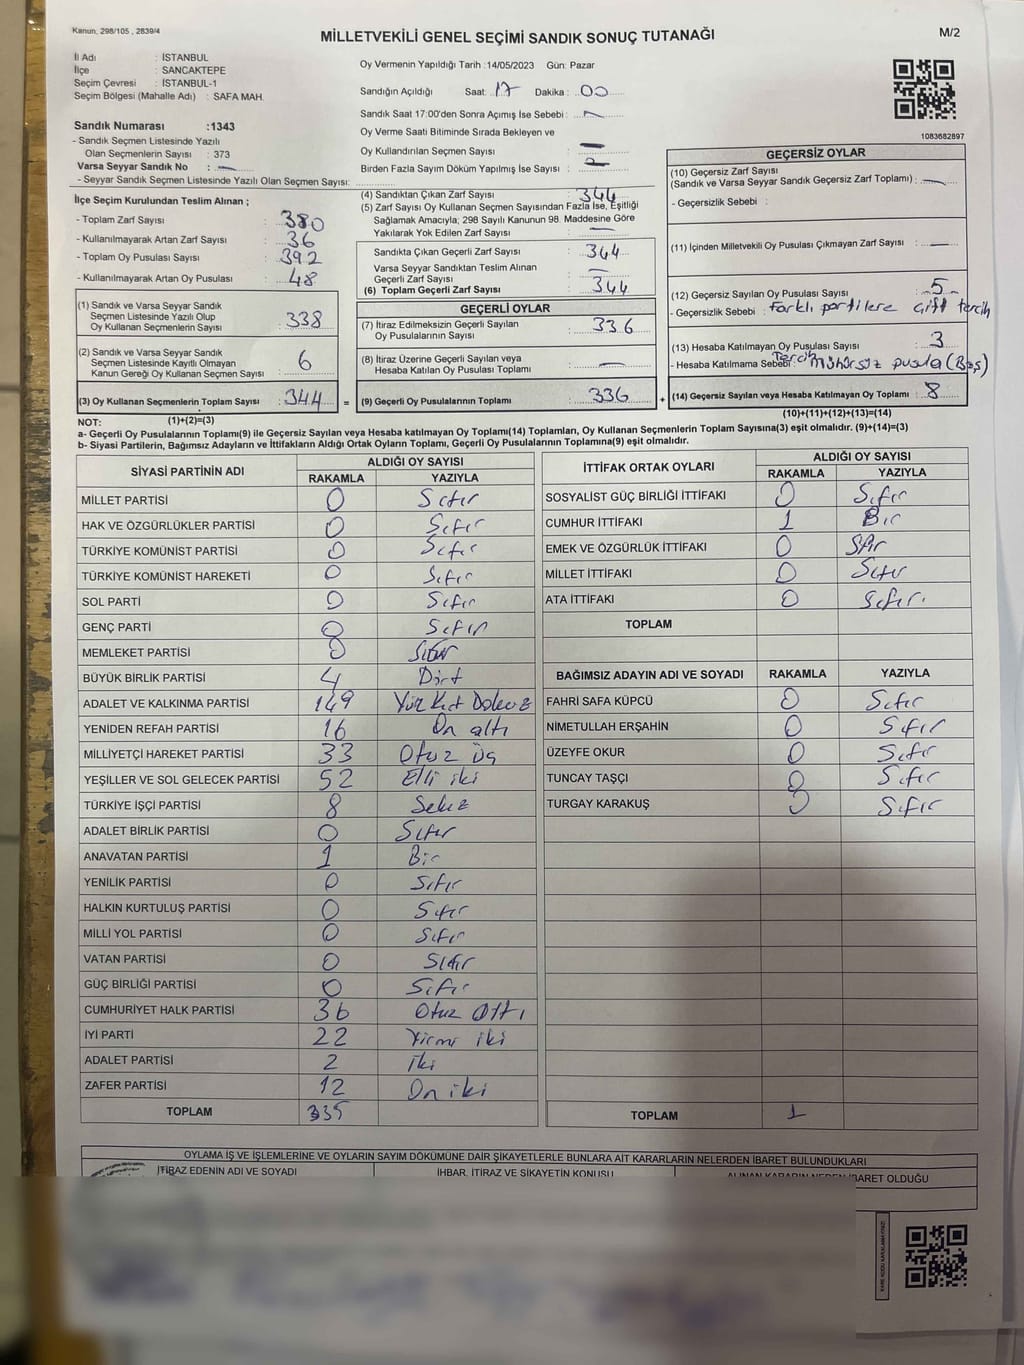 Kanun, 298/105 , 2839/4
MİLLETVEKİLİ GENEL SEÇİMİ SANDIK SONUÇ TUTANAĞI
M/2
İl Adı : İSTANBUL
İlçe : SANCAKTEPE
Seçim Çevresi : İSTANBUL-1
Seçim Bölgesi (Mahalle Adı) : SAFA MAH.
Sandık Numarası :1343
- Sandık Seçmen Listesinde Yazılı
Olan Seçmenlerin Sayısı : 373
Varsa Seyyar Sandık No : —
- Seyyar Sandık Seçmen Listesinde Yazılı Olan Seçmen Sayısı:
Oy Vermenin Yapıldığı Tarih :14/05/2023 Gün: Pazar
Sandığın Açıldığı Saat: 17 Dakika : 00
Sandık Saat 17:00'den Sonra Açımış İse Sebebi : —
Oy Verme Saati Bitiminde Sırada Bekleyen ve
Oy Kullandırılan Seçmen Sayısı : —
Birden Fazla Sayım Döküm Yapılmış İse Sayısı :
1083682897
İlçe Seçim Kurulundan Teslim Alınan ;
- Toplam Zarf Sayısı : 380
- Kullanılmayarak Artan Zarf Sayısı : 36
- Toplam Oy Pusulası Sayısı : 392
- Kullanılmayarak Artan Oy Pusulası : 48
(1) Sandık ve Varsa Seyyar Sandık
Seçmen Listesinde Yazılı Olup
Oy Kullanan Seçmenlerin Sayısı : 338
(2) Sandık ve Varsa Seyyar Sandık
Seçmen Listesinde Kayıtlı Olmayan
Kanun Gereği Oy Kullanan Seçmen Sayısı : 6
(3) Oy Kullanan Seçmenlerin Toplam Sayısı : 344 =
(4) Sandıktan Çıkan Zarf Sayısı : 344
(5) Zarf Sayısı Oy Kullanan Seçmen Sayısından Fazla İse, Eşitliği
Sağlamak Amacıyla; 298 Sayılı Kanunun 98. Maddesine Göre
Yakılarak Yok Edilen Zarf Sayısı : —
Sandıkta Çıkan Geçerli Zarf Sayısı : 344
Varsa Seyyar Sandıktan Teslim Alınan
Geçerli Zarf Sayısı : —
(6) Toplam Geçerli Zarf Sayısı : 344
GEÇERLİ OYLAR
(7) İtiraz Edilmeksizin Geçerli Sayılan
Oy Pusulalarının Sayısı : 336
(8) İtiraz Üzerine Geçerli Sayılan veya
Hesaba Katılan Oy Pusulası Toplamı : —
(9) Geçerli Oy Pusulalarının Toplamı : 336 +
GEÇERSİZ OYLAR
(10) Geçersiz Zarf Sayısı
(Sandık ve Varsa Seyyar Sandık Geçersiz Zarf Toplamı) : —
- Geçersizlik Sebebi :
(11) İçinden Milletvekili Oy Pusulası Çıkmayan Zarf Sayısı : —
(12) Geçersiz Sayılan Oy Pusulası Sayısı : 5
- Geçersizlik Sebebi : Farklı partilere çift tercih
(13) Hesaba Katılmayan Oy Pusulası Sayısı : 3
- Hesaba Katılmama Sebebi : Tercih mühürsüz pusula (Boş)
(14) Geçersiz Sayılan veya Hesaba Katılmayan Oy Toplamı : 8
NOT: (1)+(2)=(3)
(10)+(11)+(12)+(13)=(14)
a- Geçerli Oy Pusulalarının Toplamı(9) ile Geçersiz Sayılan veya Hesaba katılmayan Oy Toplamı(14) Toplamları, Oy Kullanan Seçmenlerin Toplam Sayısına(3) eşit olmalıdır. (9)+(14)=(3)
b- Siyasi Partilerin, Bağımsız Adayların ve İttifakların Aldığı Ortak Oyların Toplamı, Geçerli Oy Pusulalarının Toplamına(9) eşit olmalıdır.
SİYASİ PARTİNİN ADI ALDIĞI OY SAYISI
RAKAMLA YAZIYLA
MİLLET PARTİSİ 0 Sıfır
HAK VE ÖZGÜRLÜKLER PARTİSİ 0 Sıfır
TÜRKİYE KOMÜNİST PARTİSİ 0 Sıfır
TÜRKİYE KOMÜNİST HAREKETİ 0 Sıfır
SOL PARTİ 0 Sıfır
GENÇ PARTİ 0 Sıfır
MEMLEKET PARTİSİ 0 Sıfır
BÜYÜK BİRLİK PARTİSİ 4 Dört
ADALET VE KALKINMA PARTİSİ 149 Yüz Kırk Dokuz
YENİDEN REFAH PARTİSİ 16 On altı
MİLLİYETÇİ HAREKET PARTİSİ 33 Otuz üç
YEŞİLLER VE SOL GELECEK PARTİSİ 52 Elli iki
TÜRKİYE İŞÇİ PARTİSİ 8 Sekiz
ADALET BİRLİK PARTİSİ 0 Sıfır
ANAVATAN PARTİSİ 1 Bir
YENİLİK PARTİSİ 0 Sıfır
HALKIN KURTULUŞ PARTİSİ 0 Sıfır
MİLLİ YOL PARTİSİ 0 Sıfır
VATAN PARTİSİ 0 Sıfır
GÜÇ BİRLİĞİ PARTİSİ 0 Sıfır
CUMHURİYET HALK PARTİSİ 36 Otuz Altı
İYİ PARTİ 22 Yirmi iki
ADALET PARTİSİ 2 İki
ZAFER PARTİSİ 12 On iki
TOPLAM 335
İTTİFAK ORTAK OYLARI ALDIĞI OY SAYISI
RAKAMLA YAZIYLA
SOSYALİST GÜÇ BİRLİĞİ İTTİFAKI 0 Sıfır
CUMHUR İTTİFAKI 1 Bir
EMEK VE ÖZGÜRLÜK İTTİFAKI 0 Sıfır
MİLLET İTTİFAKI 0 Sıfır
ATA İTTİFAKI 0 Sıfır
TOPLAM
BAĞIMSIZ ADAYIN ADI VE SOYADI RAKAMLA YAZIYLA
FAHRİ SAFA KÜPCÜ 0 Sıfır
NİMETULLAH ERŞAHİN 0 Sıfır
ÜZEYFE OKUR 0 Sıfır
TUNCAY TAŞÇI 0 Sıfır
TURGAY KARAKUŞ 0 Sıfır
TOPLAM 1
OYLAMA İŞ VE İŞLEMLERİNE VE OYLARIN SAYIM DÖKÜMÜNE DAİR ŞİKAYETLERLE BUNLARA AİT KARARLARIN NELERDEN İBARET BULUNDUKLARI
İTİRAZ EDENİN ADI VE SOYADI İHBAR, İTİRAZ VE ŞİKAYETİN KONUSU ALINAN KARARIN NEDEN İBARET OLDUĞU